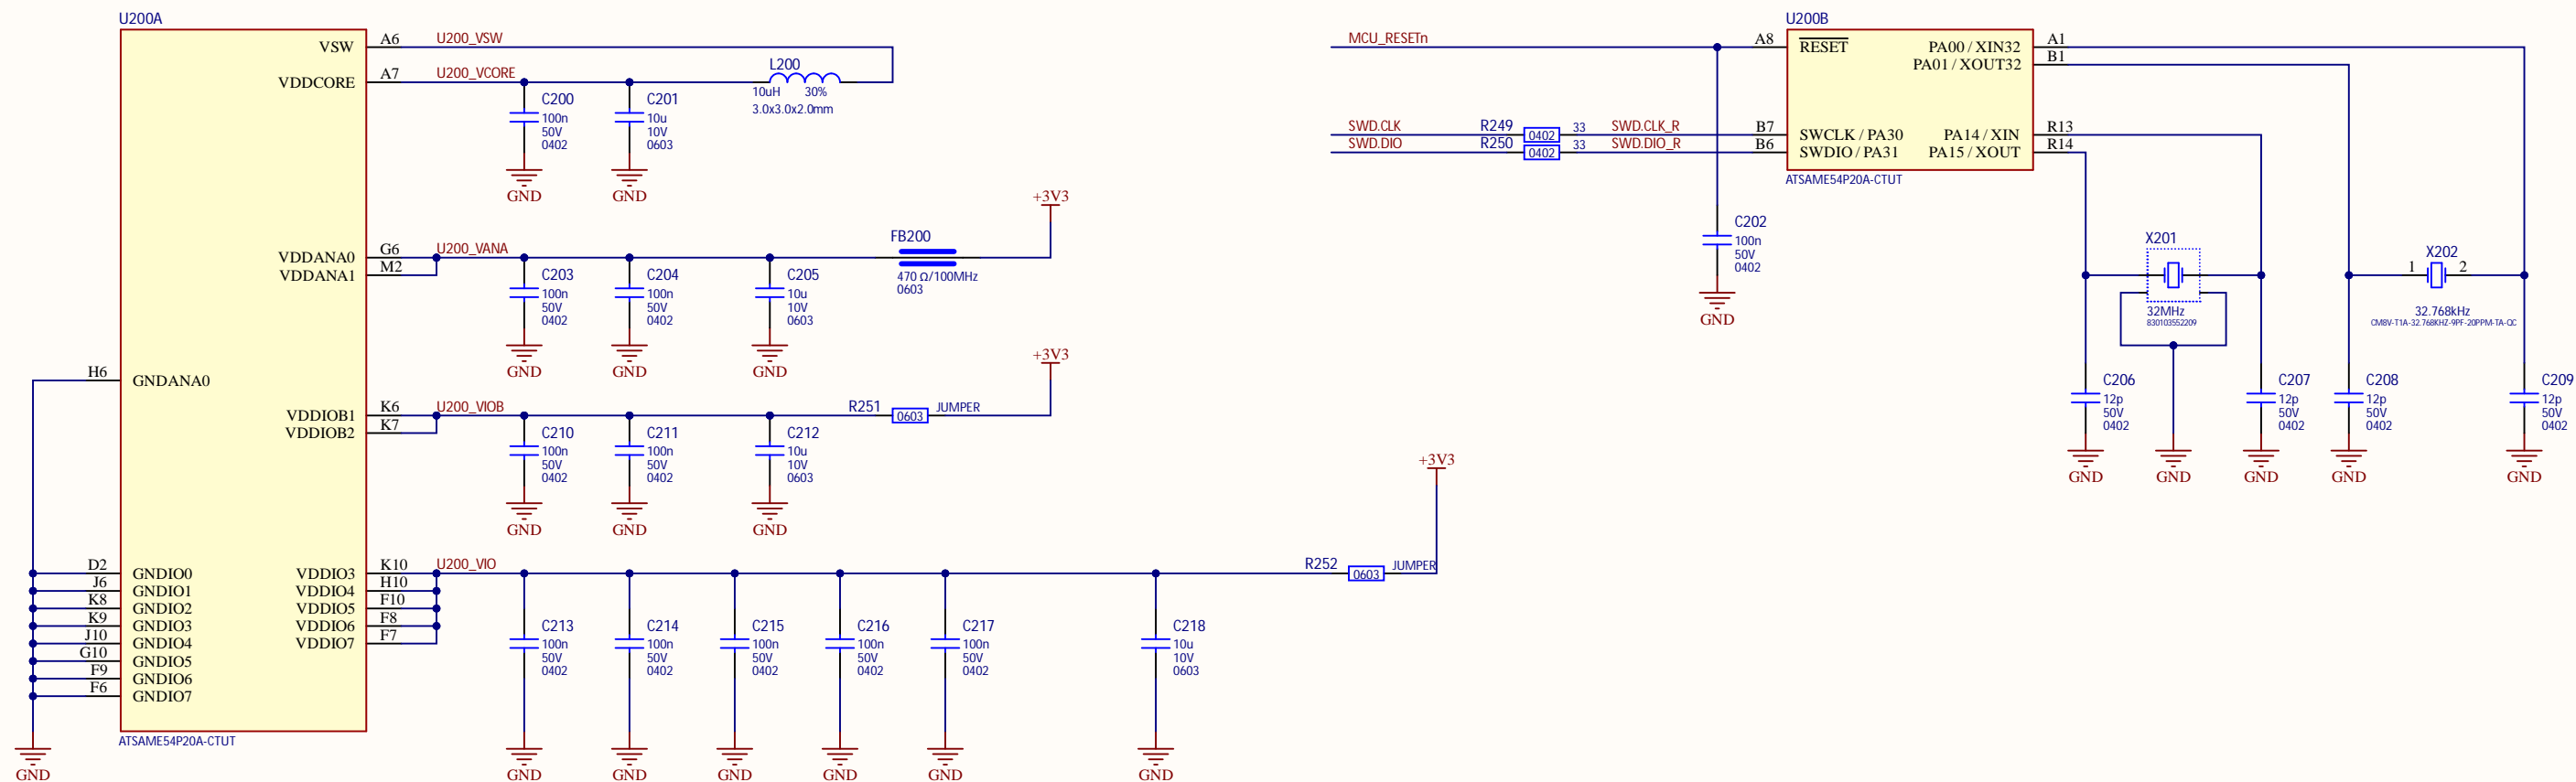 U200A
VSW
A6
U200_VSW
VDDCORE
A7
U200_VCORE
L200
10uH
30%
3.0x3.0x2.0mm
C200
100n
50V
0402
GND
C201
10u
10V
0603
GND
VDDANA0
G6
U200_VANA
VDDANA1
M2
C203
100n
50V
0402
GND
C204
100n
50V
0402
GND
C205
10u
10V
0603
GND
FB200
470 Ω/100MHz
0603
+3V3
H6
GNDANA0
VDDIOB1
K6
U200_VIOB
VDDIOB2
K7
C210
100n
50V
0402
GND
C211
100n
50V
0402
GND
C212
10u
10V
0603
GND
R251
0603
JUMPER
+3V3
D2
GNDIO0
J6
GNDIO1
K8
GNDIO2
K9
GNDIO3
J10
GNDIO4
G10
GNDIO5
F9
GNDIO6
F6
GNDIO7
GND
VDDIO3
K10
U200_VIO
VDDIO4
H10
VDDIO5
F10
VDDIO6
F8
VDDIO7
F7
ATSAME54P20A-CTUT
C213
100n
50V
0402
GND
C214
100n
50V
0402
GND
C215
100n
50V
0402
GND
C216
100n
50V
0402
GND
C217
100n
50V
0402
GND
C218
10u
10V
0603
GND
R252
0603
JUMPER
+3V3
U200B
MCU_RESETn
A8
RESET
PA00 / XIN32
A1
PA01 / XOUT32
B1
SWD.CLK
R249
0402
33
SWD.CLK_R
B7
SWCLK / PA30
PA14 / XIN
R13
SWD.DIO
R250
0402
33
SWD.DIO_R
B6
SWDIO / PA31
PA15 / XOUT
R14
ATSAME54P20A-CTUT
C202
100n
50V
0402
GND
X201
32MHz
830103552209
X202
1
2
32.768kHz
CM8V-T1A-32.768KHZ-9PF-20PPM-TA-QC
C206
12p
50V
0402
GND
GND
C207
12p
50V
0402
GND
C208
12p
50V
0402
GND
C209
12p
50V
0402
GND